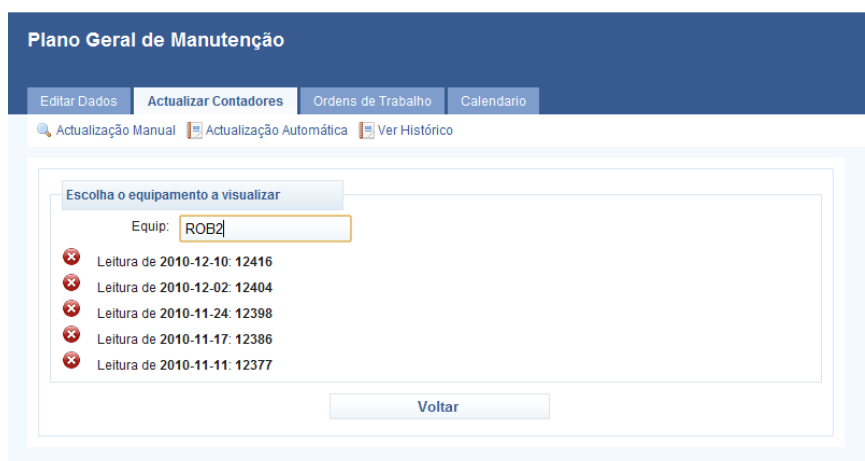 Plano Geral de Manutenção
Editar Dados Actualizar Contadores Ordens de Trabalho Calendario
Actualização Manual Actualização Automática Ver Histórico
Escolha o equipamento a visualizar
Equip: ROB2
Leitura de 2010-12-10: 12416
Leitura de 2010-12-02: 12404
Leitura de 2010-11-24: 12398
Leitura de 2010-11-17: 12386
Leitura de 2010-11-11: 12377
Voltar